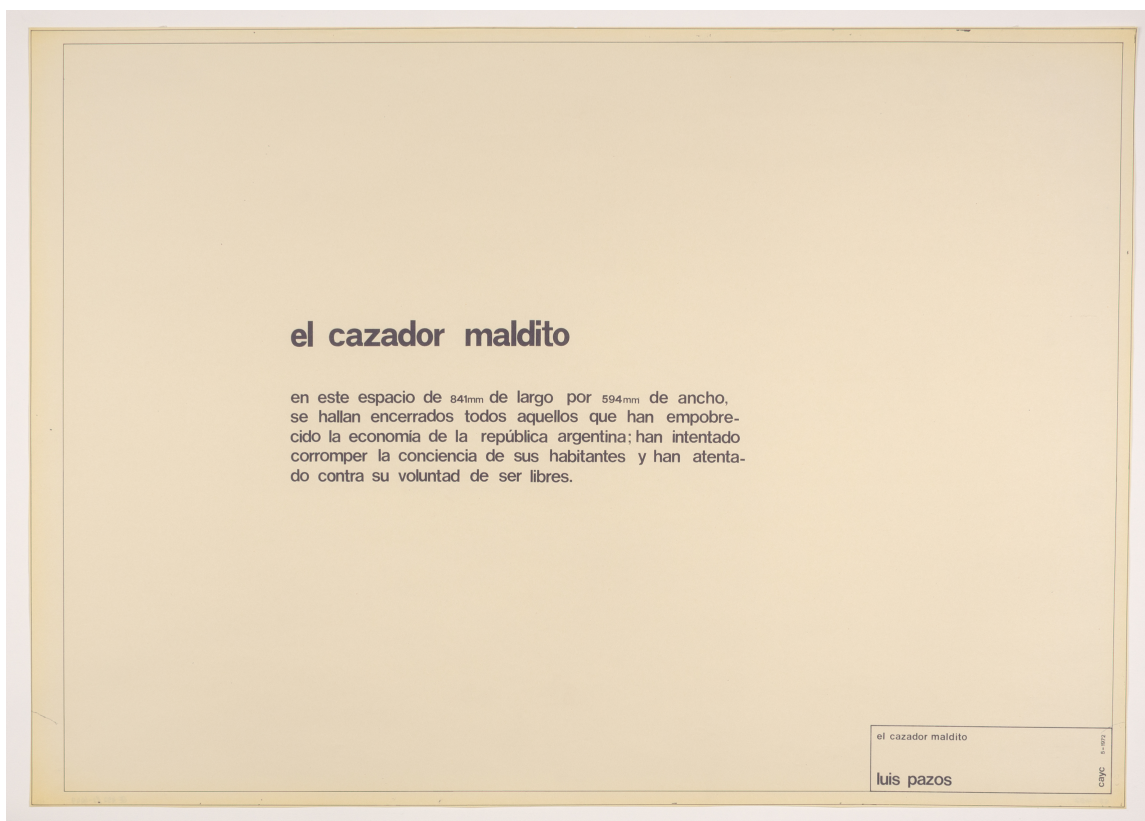 el cazador maldito
en este espacio de 841mm de largo por 594mm de ancho,
se hallan encerrados todos aquellos que han empobre-
cido la economía de la república argentina; han intentado
corromper la conciencia de sus habitantes y han atenta-
do contra su voluntad de ser libres.
el cazador maldito
luis pazos
cayc 5-1972